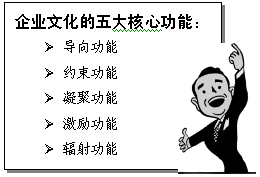 企业文化的五大核心功能：
➢ 导向功能
➢ 约束功能
➢ 凝聚功能
➢ 激励功能
➢ 辐射功能